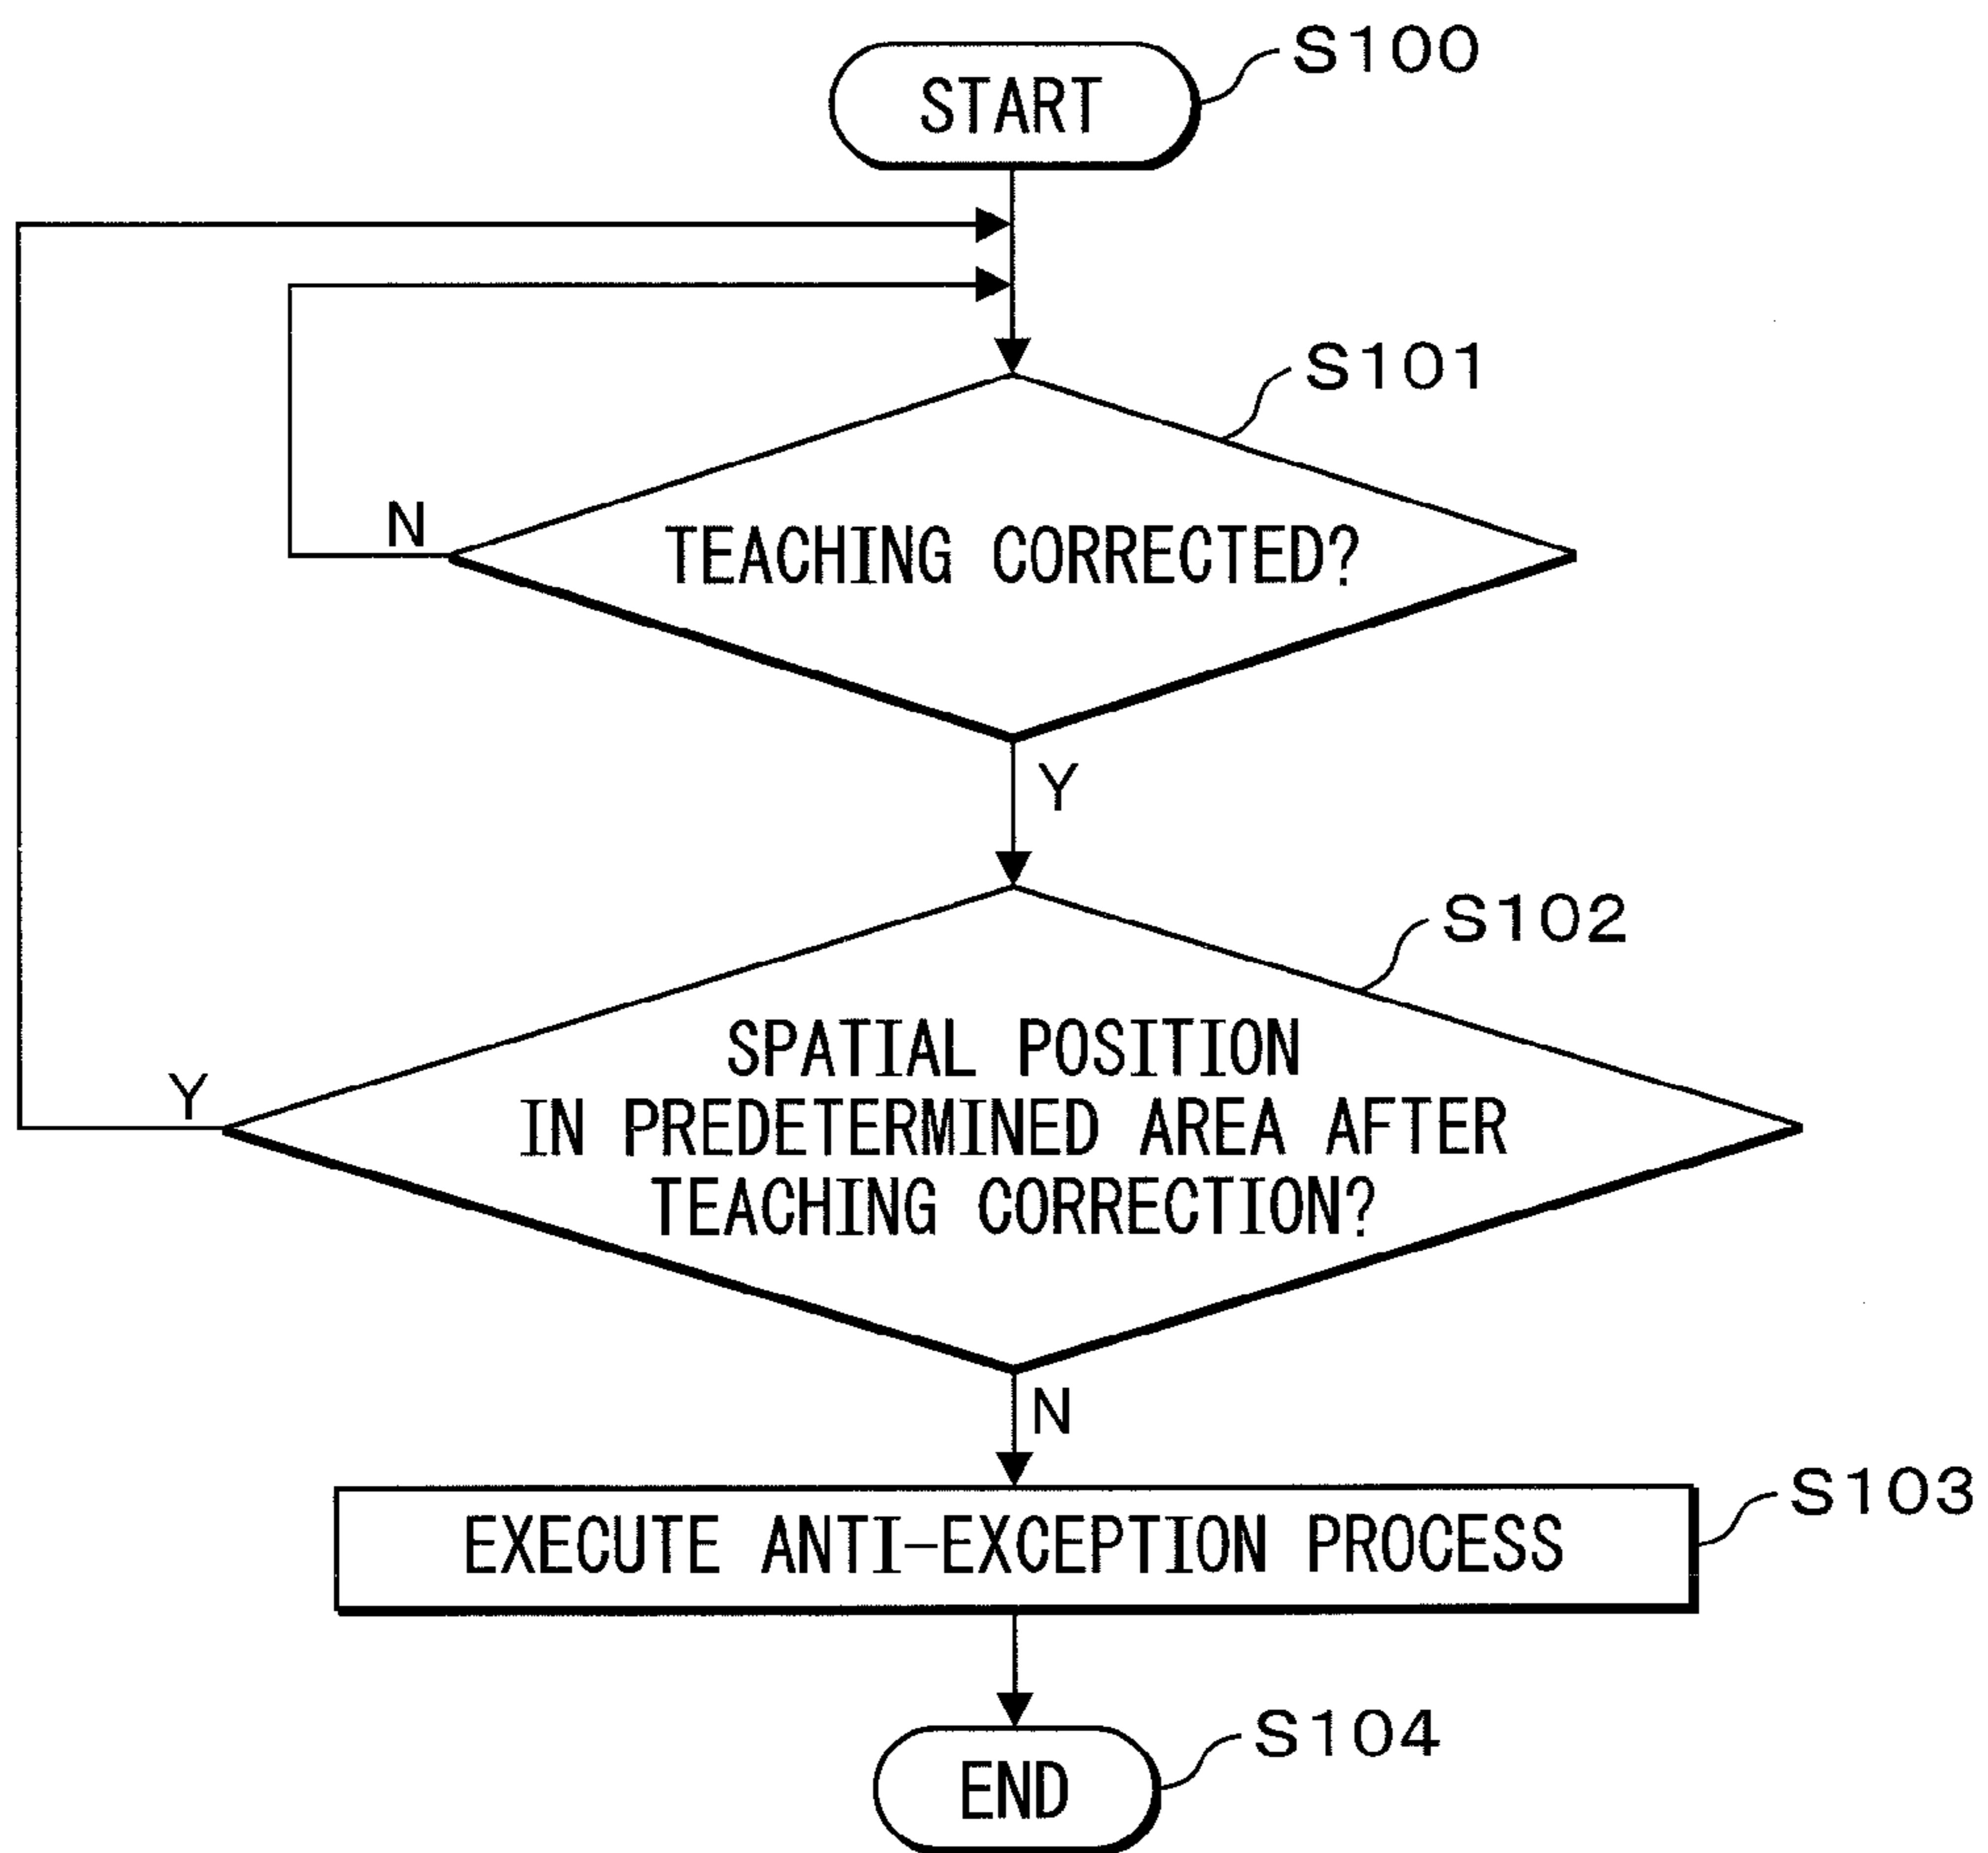 START
S100
S101
N
TEACHING CORRECTED?
Y
S102
SPATIAL POSITION
Y
IN PREDETERMINED AREA AFTER
TEACHING CORRECTION?
N
S103
EXECUTE ANTI-EXCEPTION PROCESS
S104
END